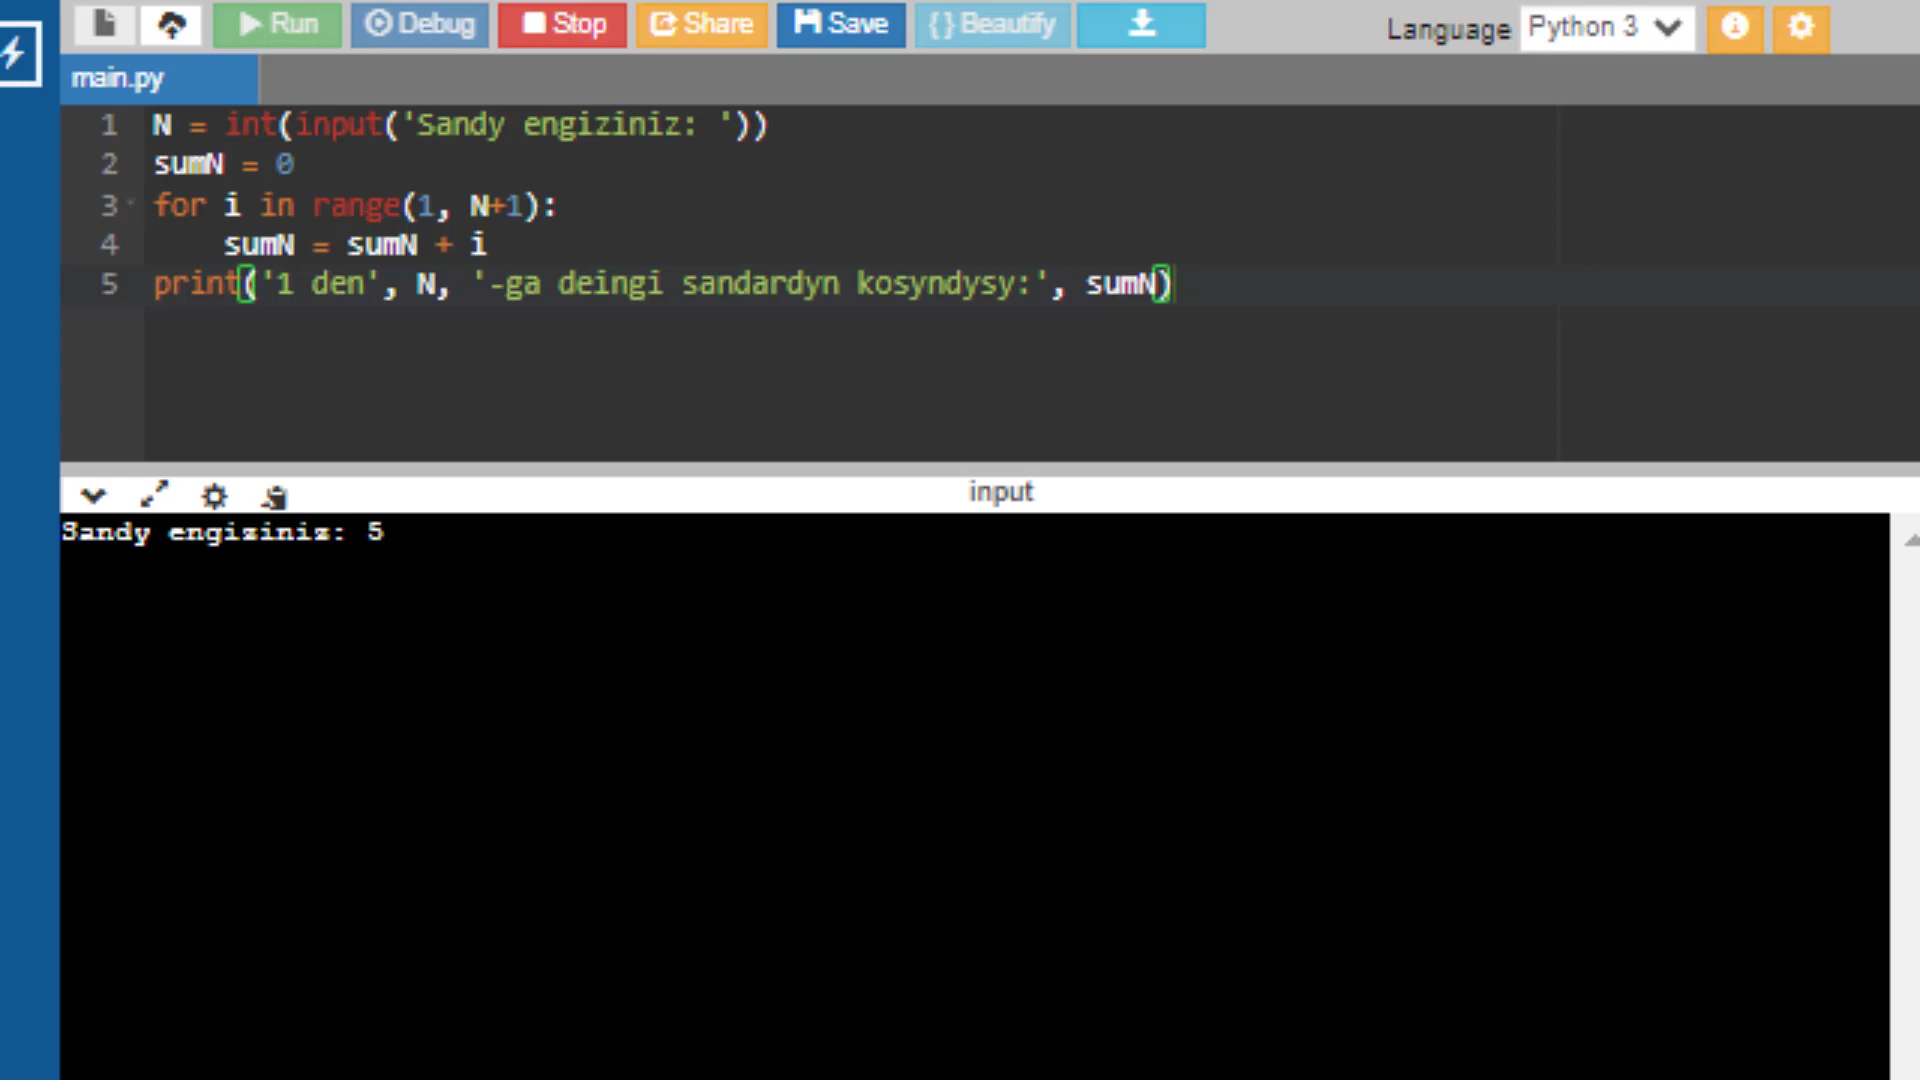 Run Debug Stop Share Save {} Beautify Language Python 3
main.py
1 N = int(input('Sandy engiziniz: '))
2 sumN = 0
3 for i in range(1, N+1):
4 sumN = sumN + i
5 print('1 den', N, '-ga deingi sandardyn kosyndysy:', sumN)
input
Sandy engiziniz: 5